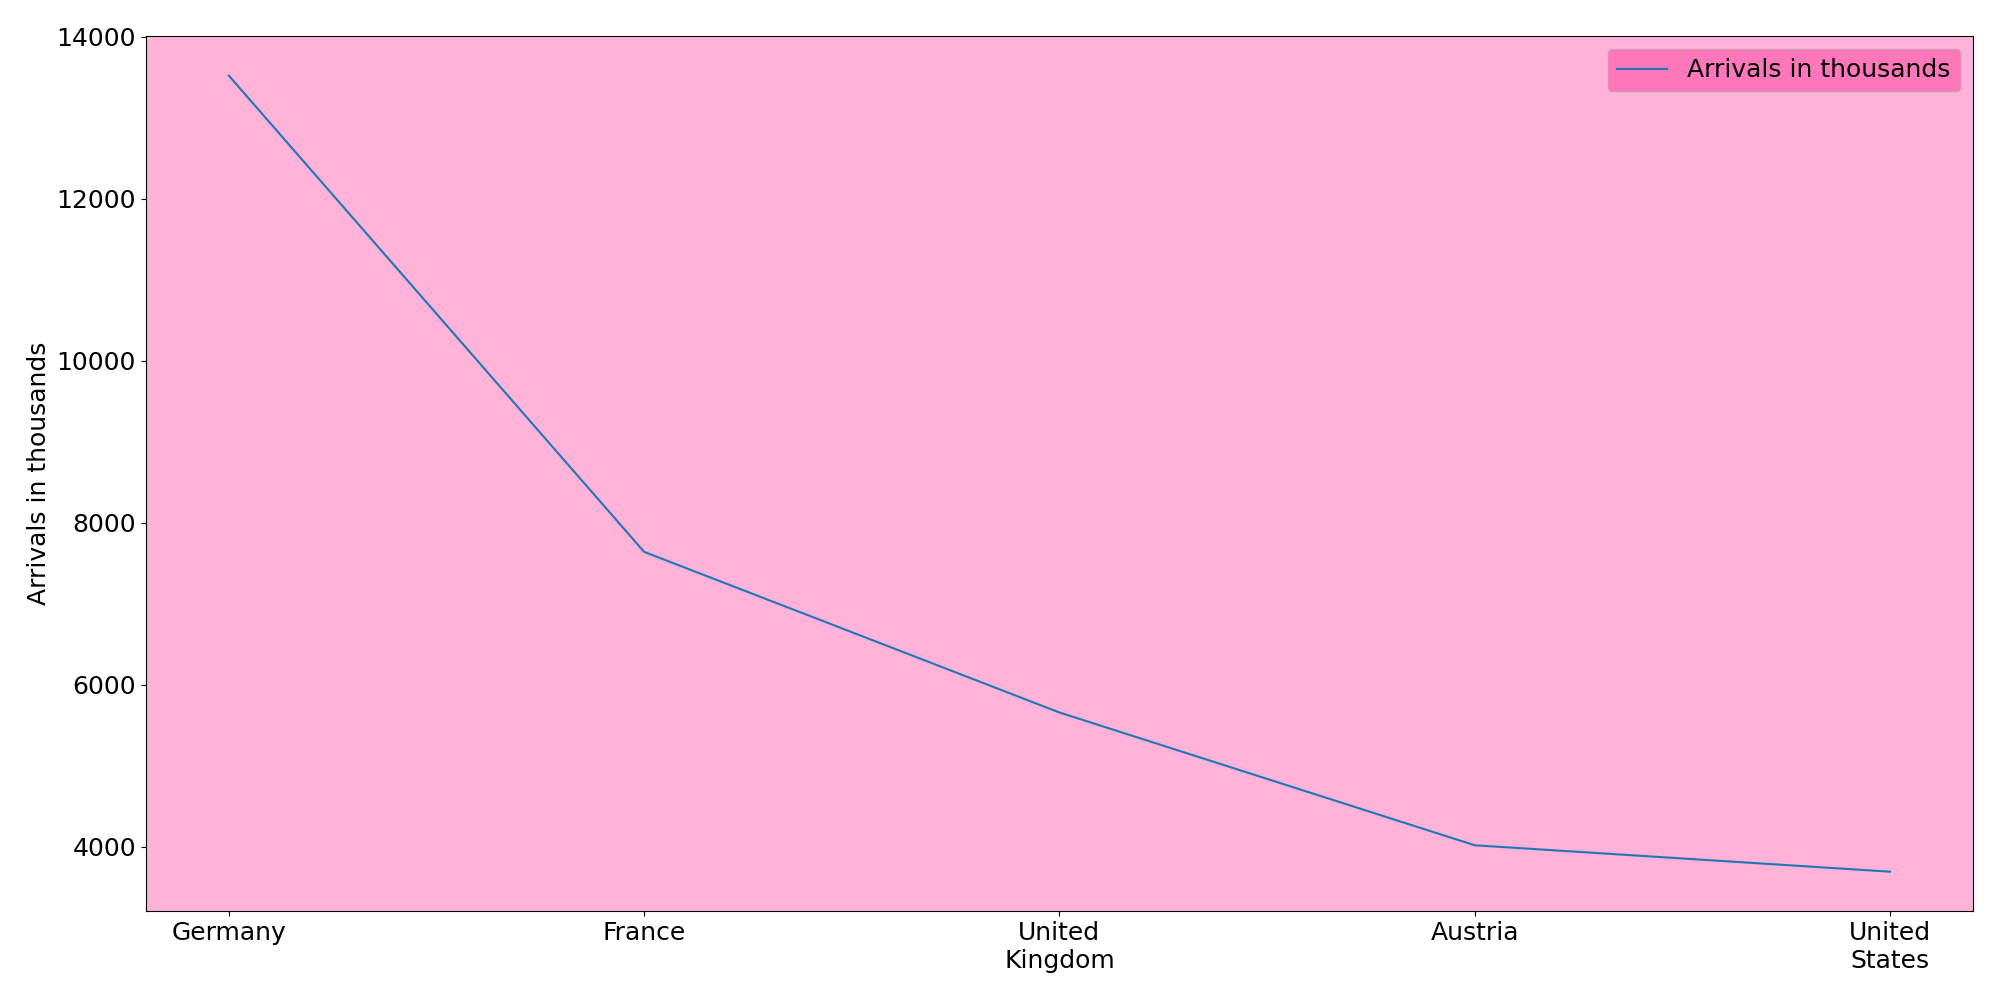 14000
12000
10000
8000
6000
4000
Arrivals in thousands
Arrivals in thousands
Germany
France
United
Kingdom
Austria
United
States